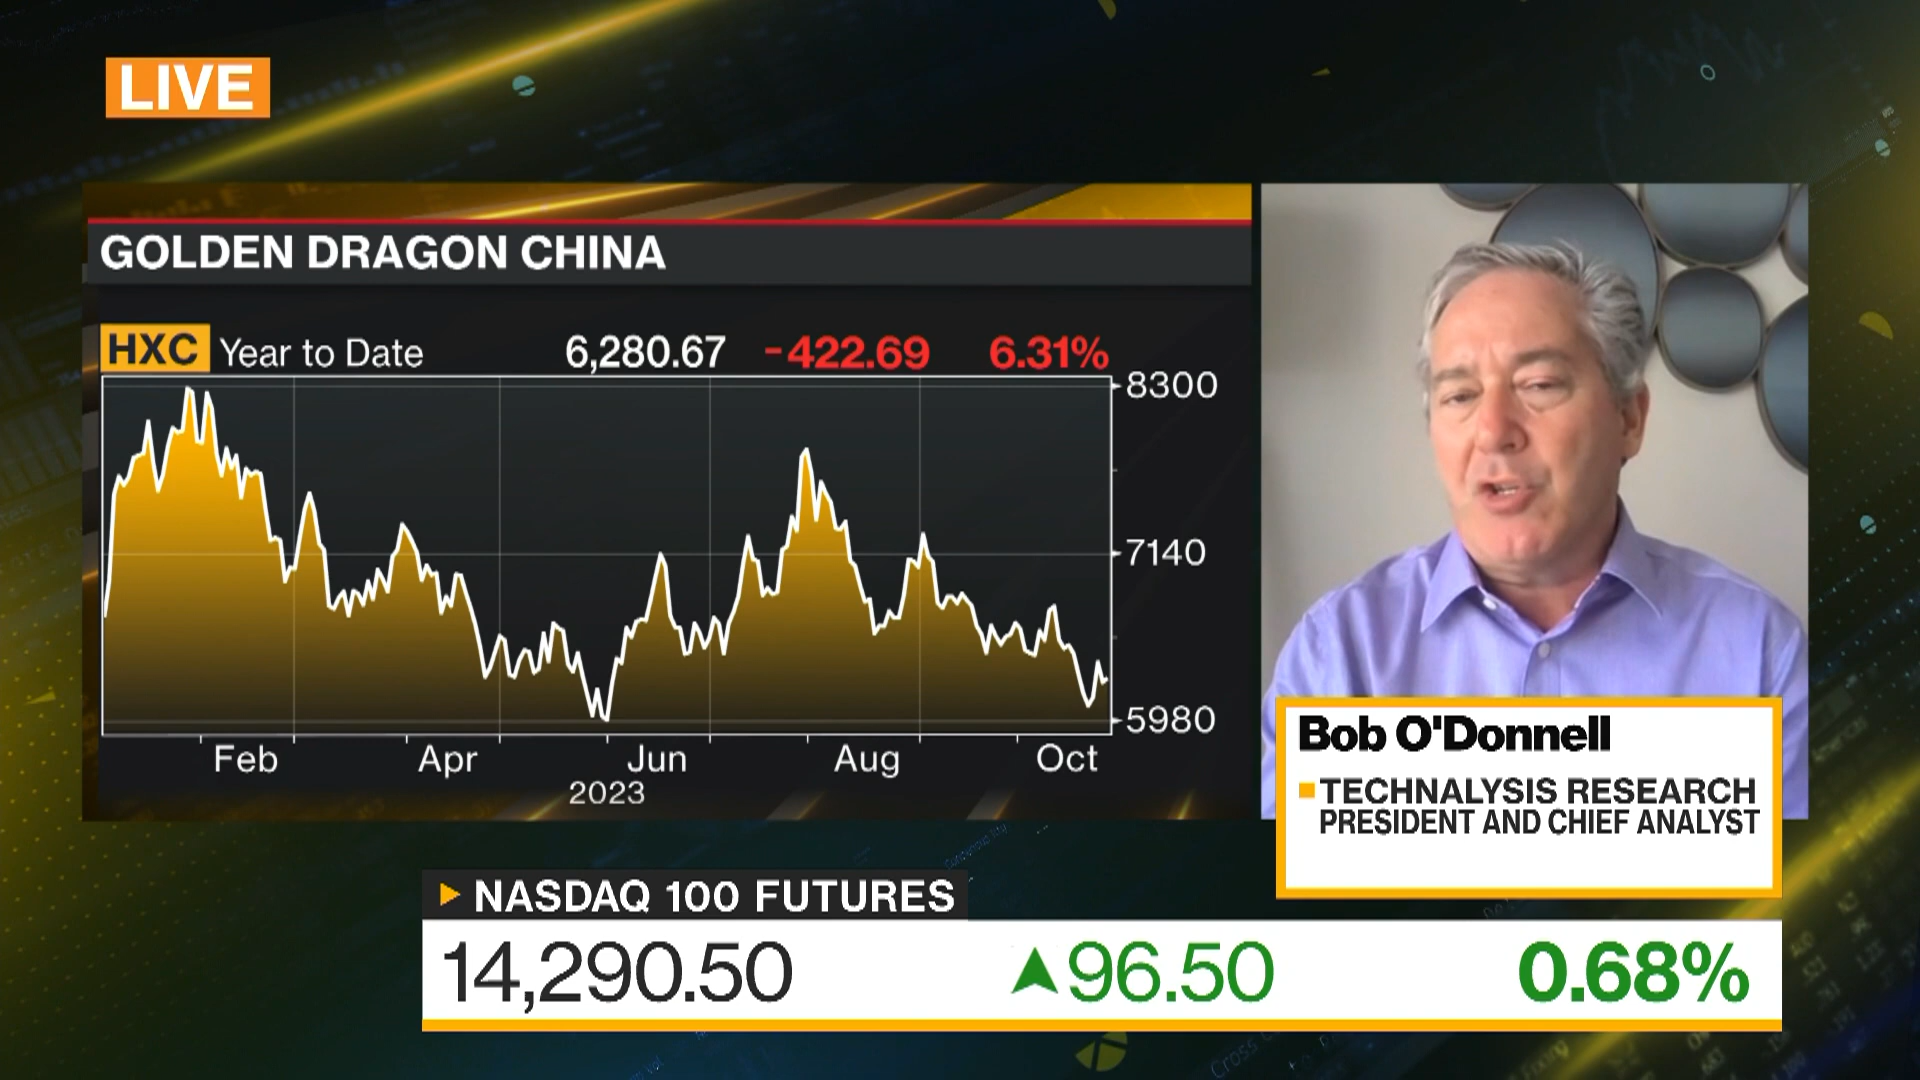 LIVE
GOLDEN DRAGON CHINA
HXC Year to Date 6,280.67 -422.69 6.31%
8300
7140
5980
Feb Apr Jun Aug Oct
2023
Bob O'Donnell
TECHNALYSIS RESEARCH
PRESIDENT AND CHIEF ANALYST
NASDAQ 100 FUTURES
14,290.50 ▲96.50 0.68%